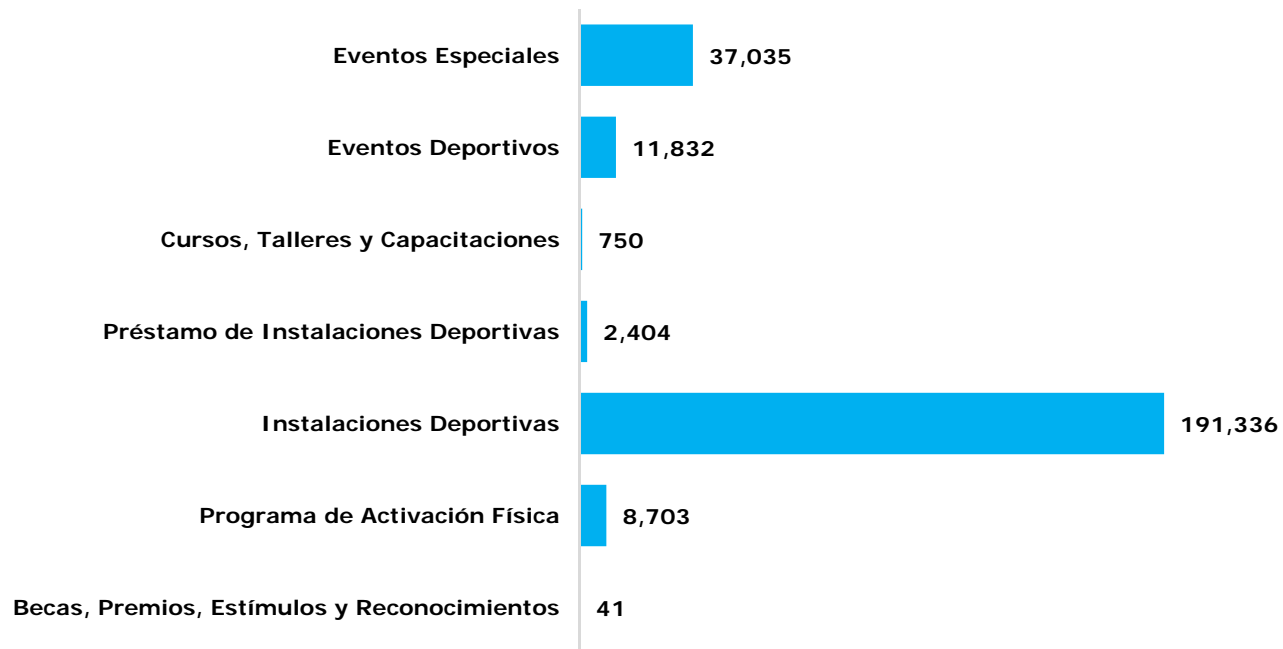 Eventos Especiales 37,035
Eventos Deportivos 11,832
Cursos, Talleres y Capacitaciones 750
Préstamo de Instalaciones Deportivas 2,404
Instalaciones Deportivas 191,336
Programa de Activación Física 8,703
Becas, Premios, Estímulos y Reconocimientos 41